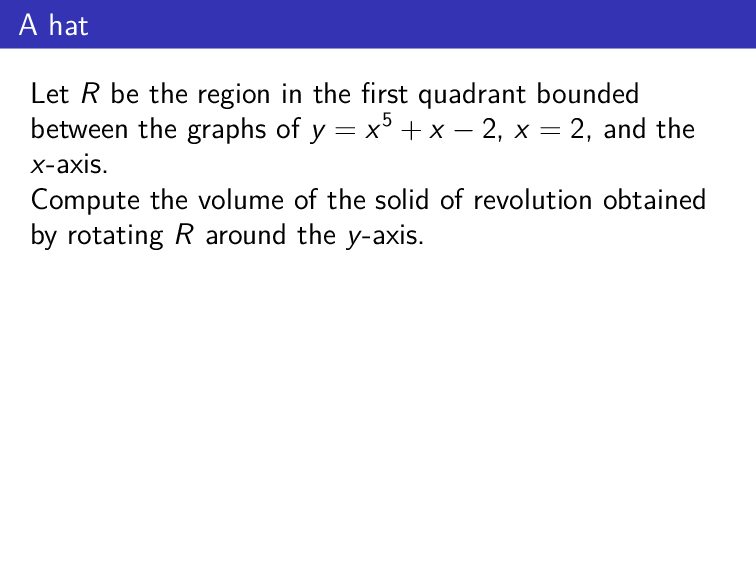 A hat
Let R be the region in the first quadrant bounded
between the graphs of y = x⁵ + x − 2, x = 2, and the
x-axis.
Compute the volume of the solid of revolution obtained
by rotating R around the y-axis.